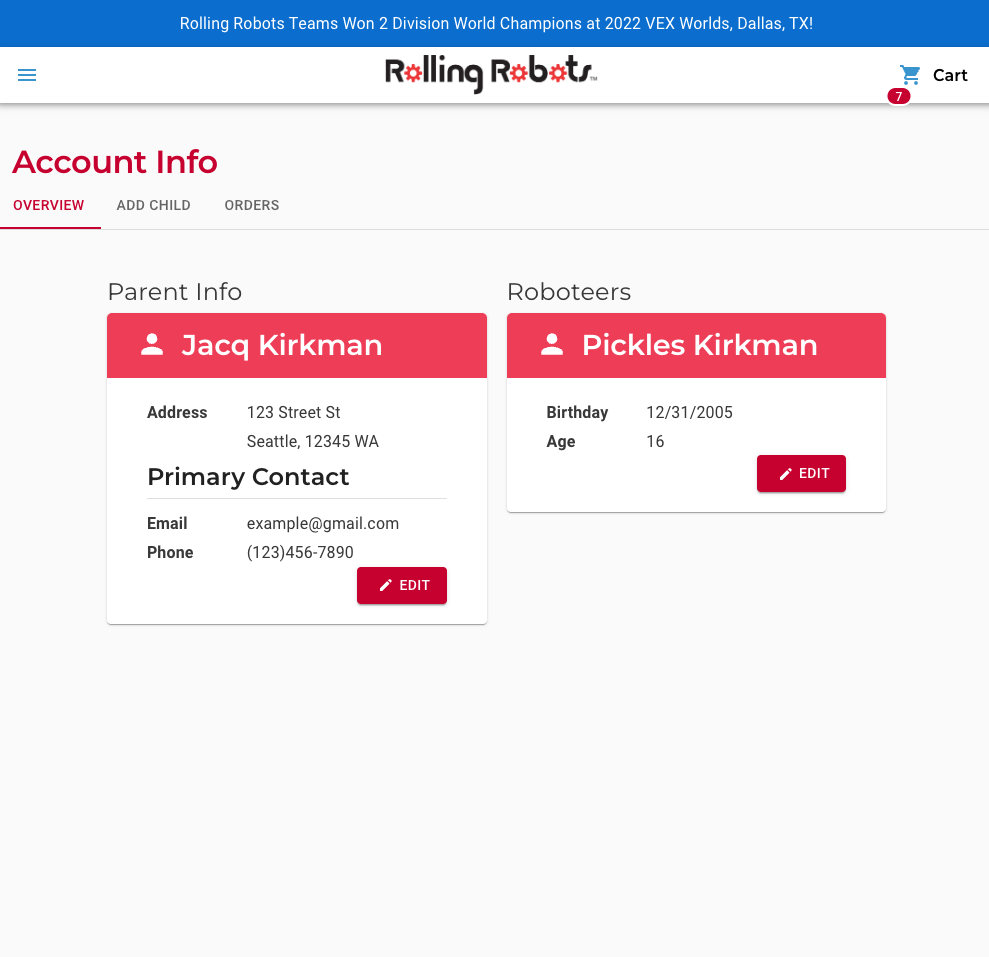 Rolling Robots Teams Won 2 Division World Champions at 2022 VEX Worlds, Dallas, TX!
Rolling Robots™
Cart
7
Account Info
OVERVIEW ADD CHILD ORDERS
Parent Info
Jacq Kirkman
Address 123 Street St
Seattle, 12345 WA
Primary Contact
Email example@gmail.com
Phone (123)456-7890
EDIT
Roboteers
Pickles Kirkman
Birthday 12/31/2005
Age 16
EDIT